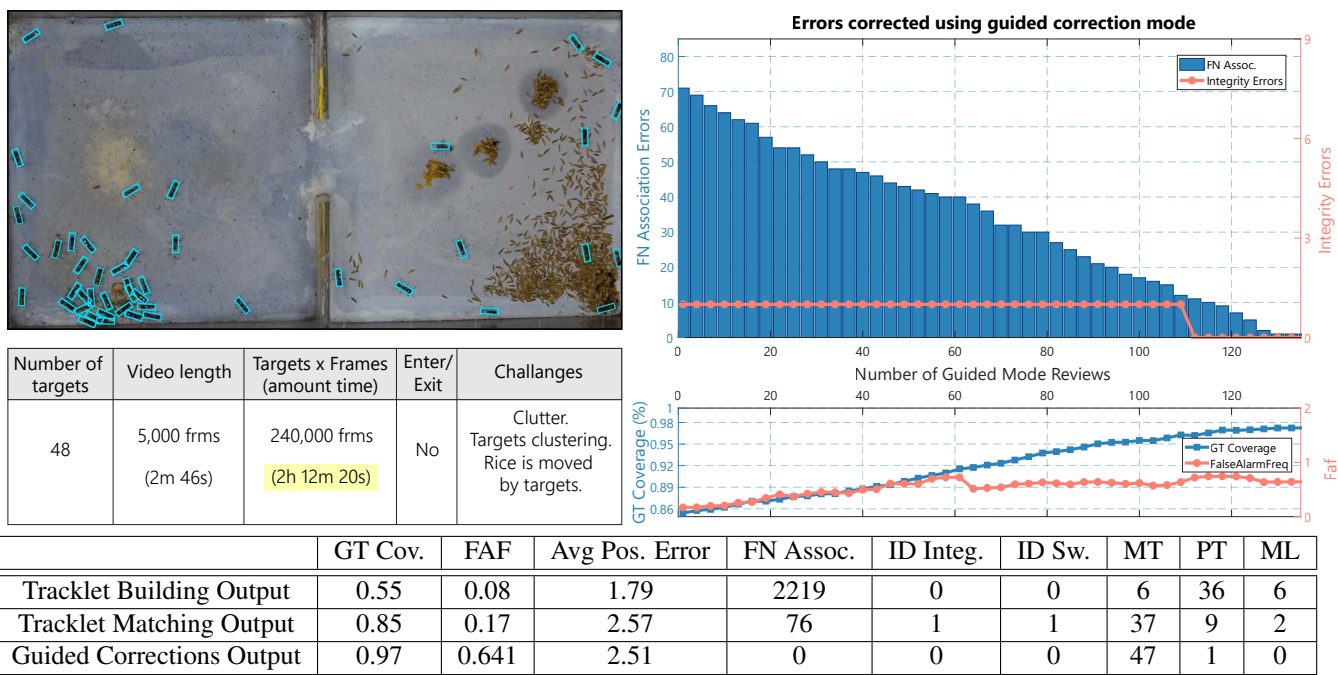 Errors corrected using guided correction mode
FN Association Errors
80
70
60
50
40
30
20
10
0
FN Assoc.
Integrity Errors
9
6
3
0
Integrity Errors
0 20 40 60 80 100 120
Number of Guided Mode Reviews
0 20 40 60 80 100 120
GT Coverage (%)
1
0.98
0.95
0.92
0.89
0.86
GT Coverage
FalseAlarmFreq
2
1
0
Faf
Number of targets Video length Targets x Frames (amount time) Enter/ Exit Challanges
48 5,000 frms (2m 46s) 240,000 frms (2h 12m 20s) No Clutter. Targets clustering. Rice is moved by targets.
GT Cov. FAF Avg Pos. Error FN Assoc. ID Integ. ID Sw. MT PT ML
Tracklet Building Output 0.55 0.08 1.79 2219 0 0 6 36 6
Tracklet Matching Output 0.85 0.17 2.57 76 1 1 37 9 2
Guided Corrections Output 0.97 0.641 2.51 0 0 0 47 1 0